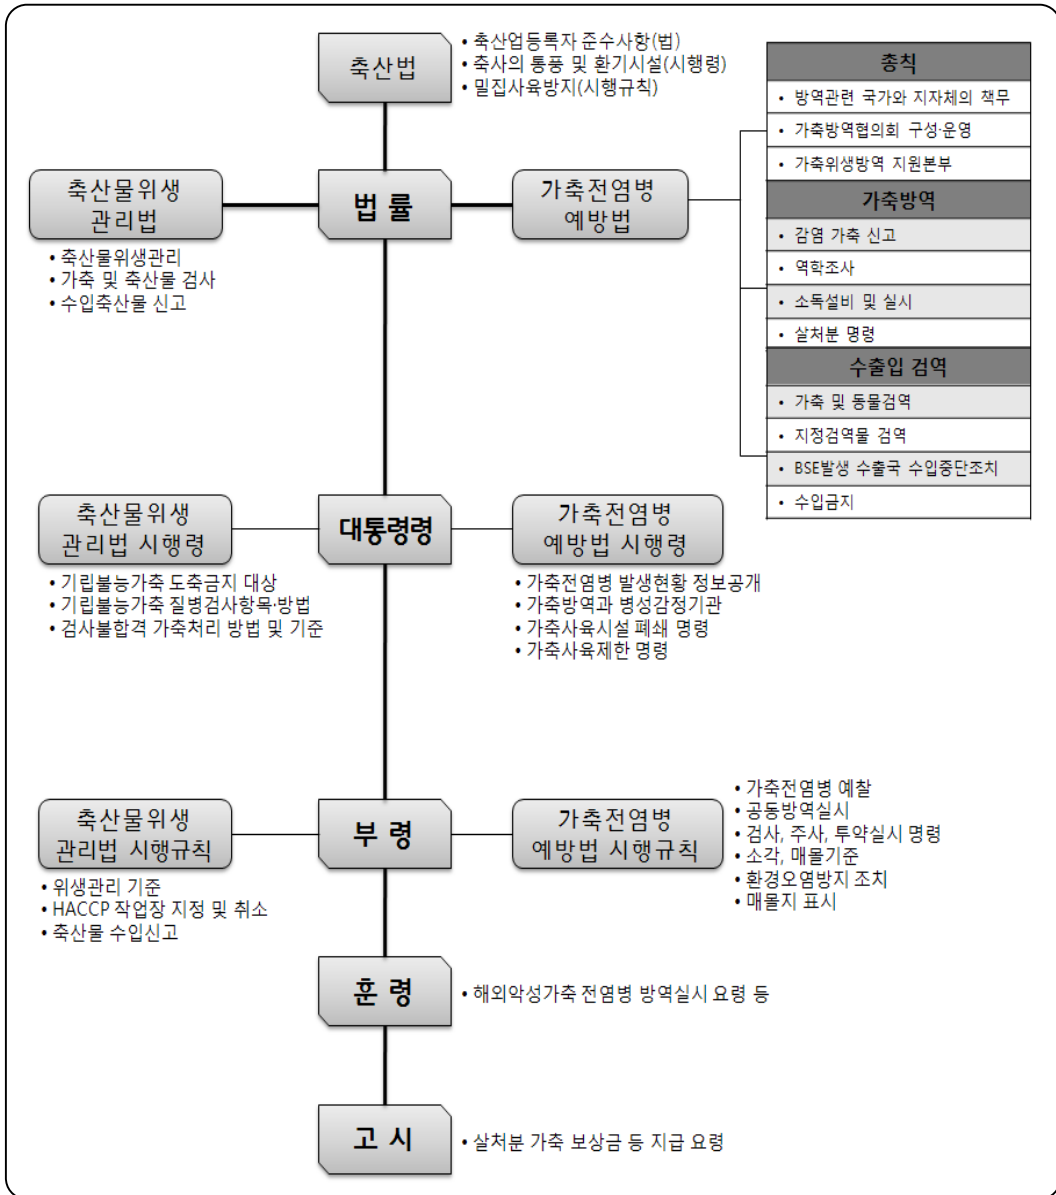 축산법
• 축산업등록자 준수사항(법)
• 축사의 통풍 및 환기시설(시행령)
• 밀집사육방지(시행규칙)
축산물위생
관리법
• 축산물위생관리
• 가축 및 축산물 검사
• 수입축산물 신고
법 률
가축전염병
예방법
총칙
• 방역관련 국가와 지자체의 책무
• 가축방역협의회 구성·운영
• 가축위생방역 지원본부
가축방역
• 감염 가축 신고
• 역학조사
• 소독설비 및 실시
• 살처분 명령
수출입 검역
• 가축 및 동물검역
• 지정검역물 검역
• BSE발생 수출국 수입중단조치
• 수입금지
축산물위생
관리법 시행령
• 기립불능가축 도축금지 대상
• 기립불능가축 질병검사항목·방법
• 검사불합격 가축처리 방법 및 기준
대통령령
가축전염병
예방법 시행령
• 가축전염병 발생현황 정보공개
• 가축방역과 병성감정기관
• 가축사육시설 폐쇄 명령
• 가축사육제한 명령
축산물위생
관리법 시행규칙
• 위생관리 기준
• HACCP 작업장 지정 및 취소
• 축산물 수입신고
부 령
가축전염병
예방법 시행규칙
• 가축전염병 예찰
• 공동방역실시
• 검사, 주사, 투약실시 명령
• 소각, 매몰기준
• 환경오염방지 조치
• 매몰지 표시
훈 령
• 해외악성가축 전염병 방역실시 요령 등
고 시
• 살처분 가축 보상금 등 지급 요령